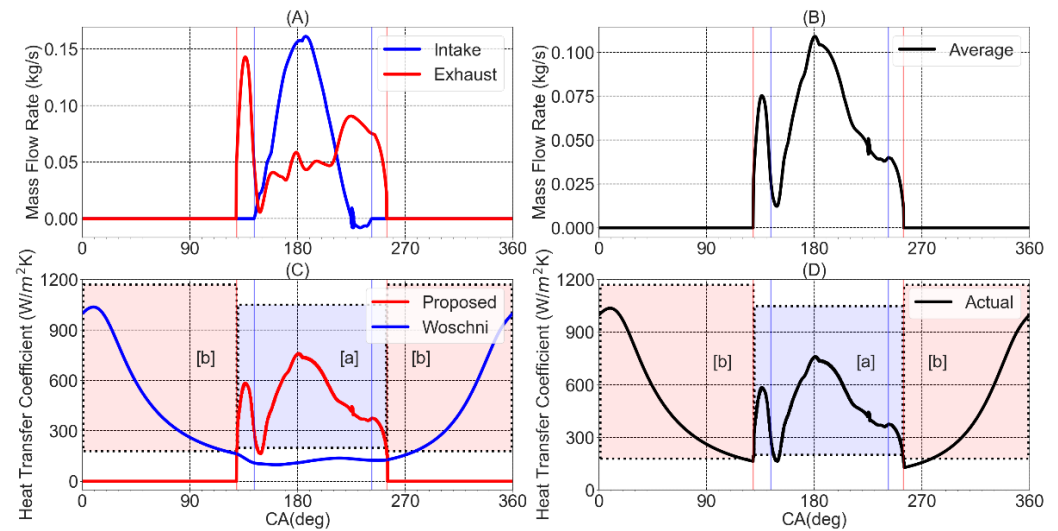 (A)
Mass Flow Rate (kg/s)
0.15
0.10
0.05
0.00
Intake
Exhaust
0 90 180 270 360
(B)
Mass Flow Rate (kg/s)
0.100
0.075
0.050
0.025
0.000
Average
0 90 180 270 360
(C)
Heat Transfer Coefficient (W/m²K)
1200
900
600
300
0
Proposed
Woschni
[b] [a] [b]
0 90 180 270 360
CA(deg)
(D)
Heat Transfer Coefficient (W/m²K)
1200
900
600
300
0
Actual
[b] [a] [b]
0 90 180 270 360
CA(deg)